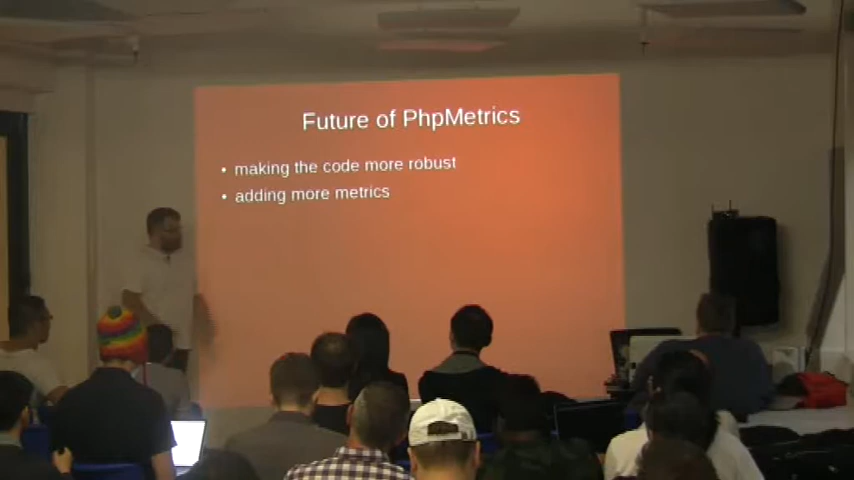 Future of PhpMetrics
• making the code more robust
• adding more metrics